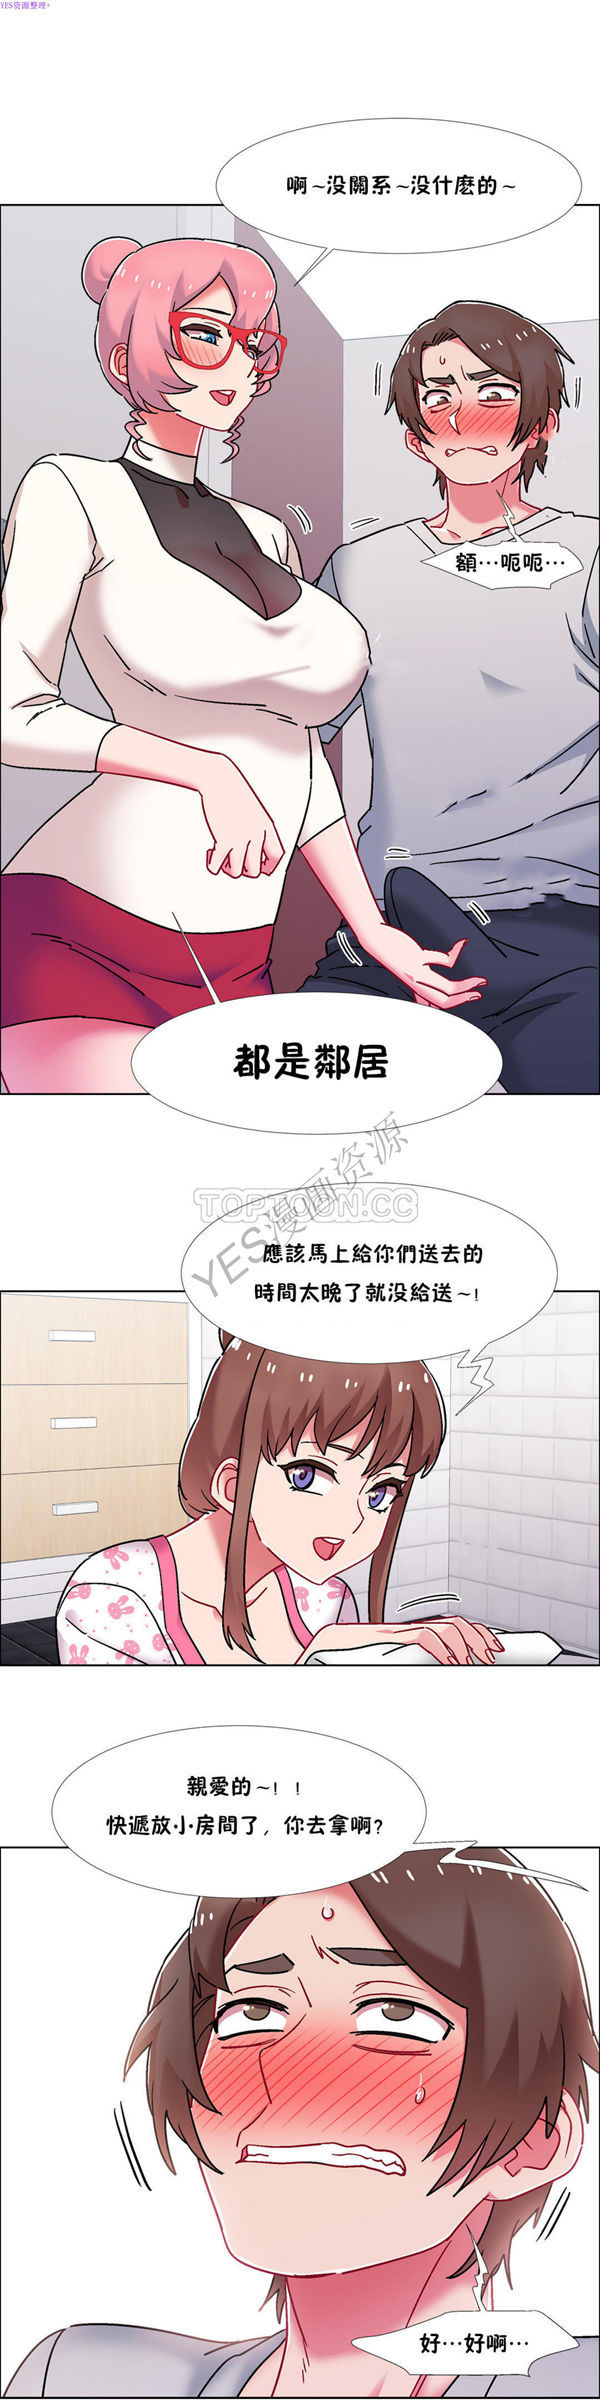 YES资源整理+
啊~没關系~没什麽的~
額…呃呃…
都是鄰居
YES漫画资源
TOPTOON.CC
應該馬上給你們送去的
時間太晚了就没給送~!
親愛的~! !
快遞放小房間了，你去拿啊?
好…好啊…